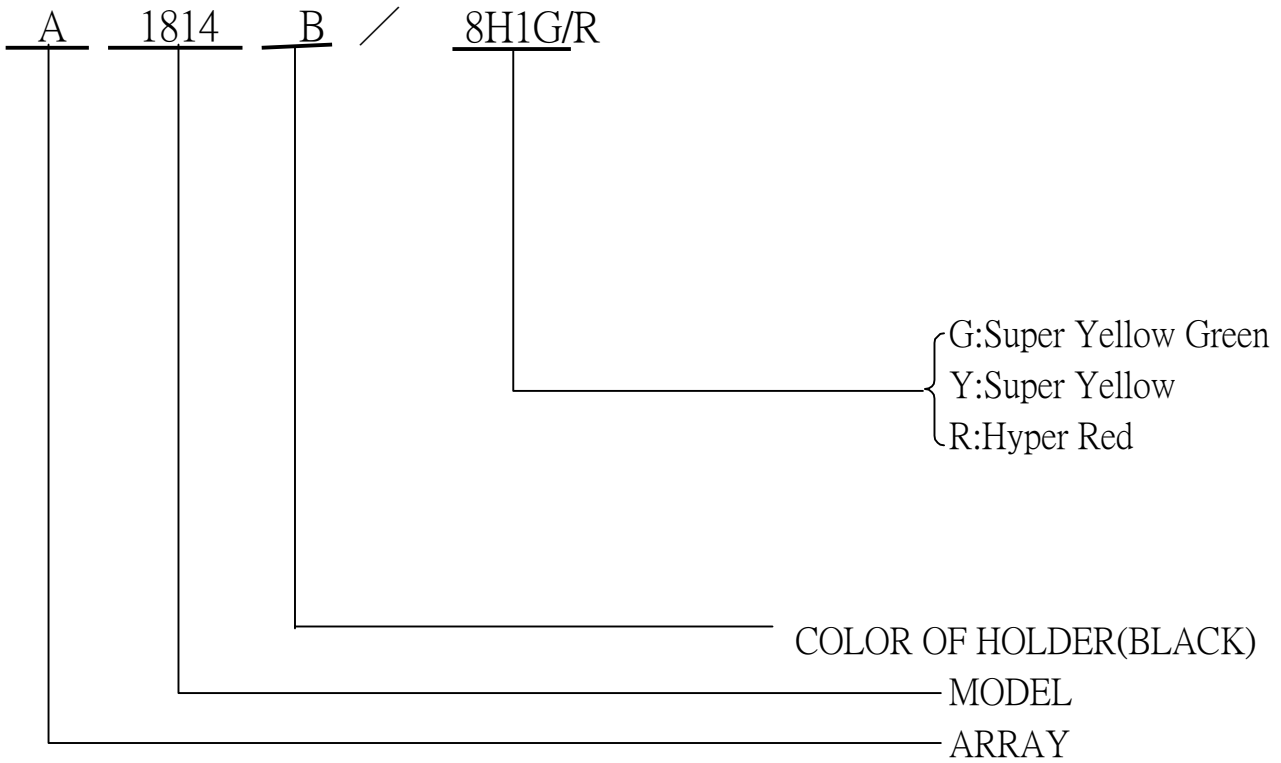 A 1814 B ／ 8H1G/R
G:Super Yellow Green
Y:Super Yellow
R:Hyper Red
COLOR OF HOLDER(BLACK)
MODEL
ARRAY